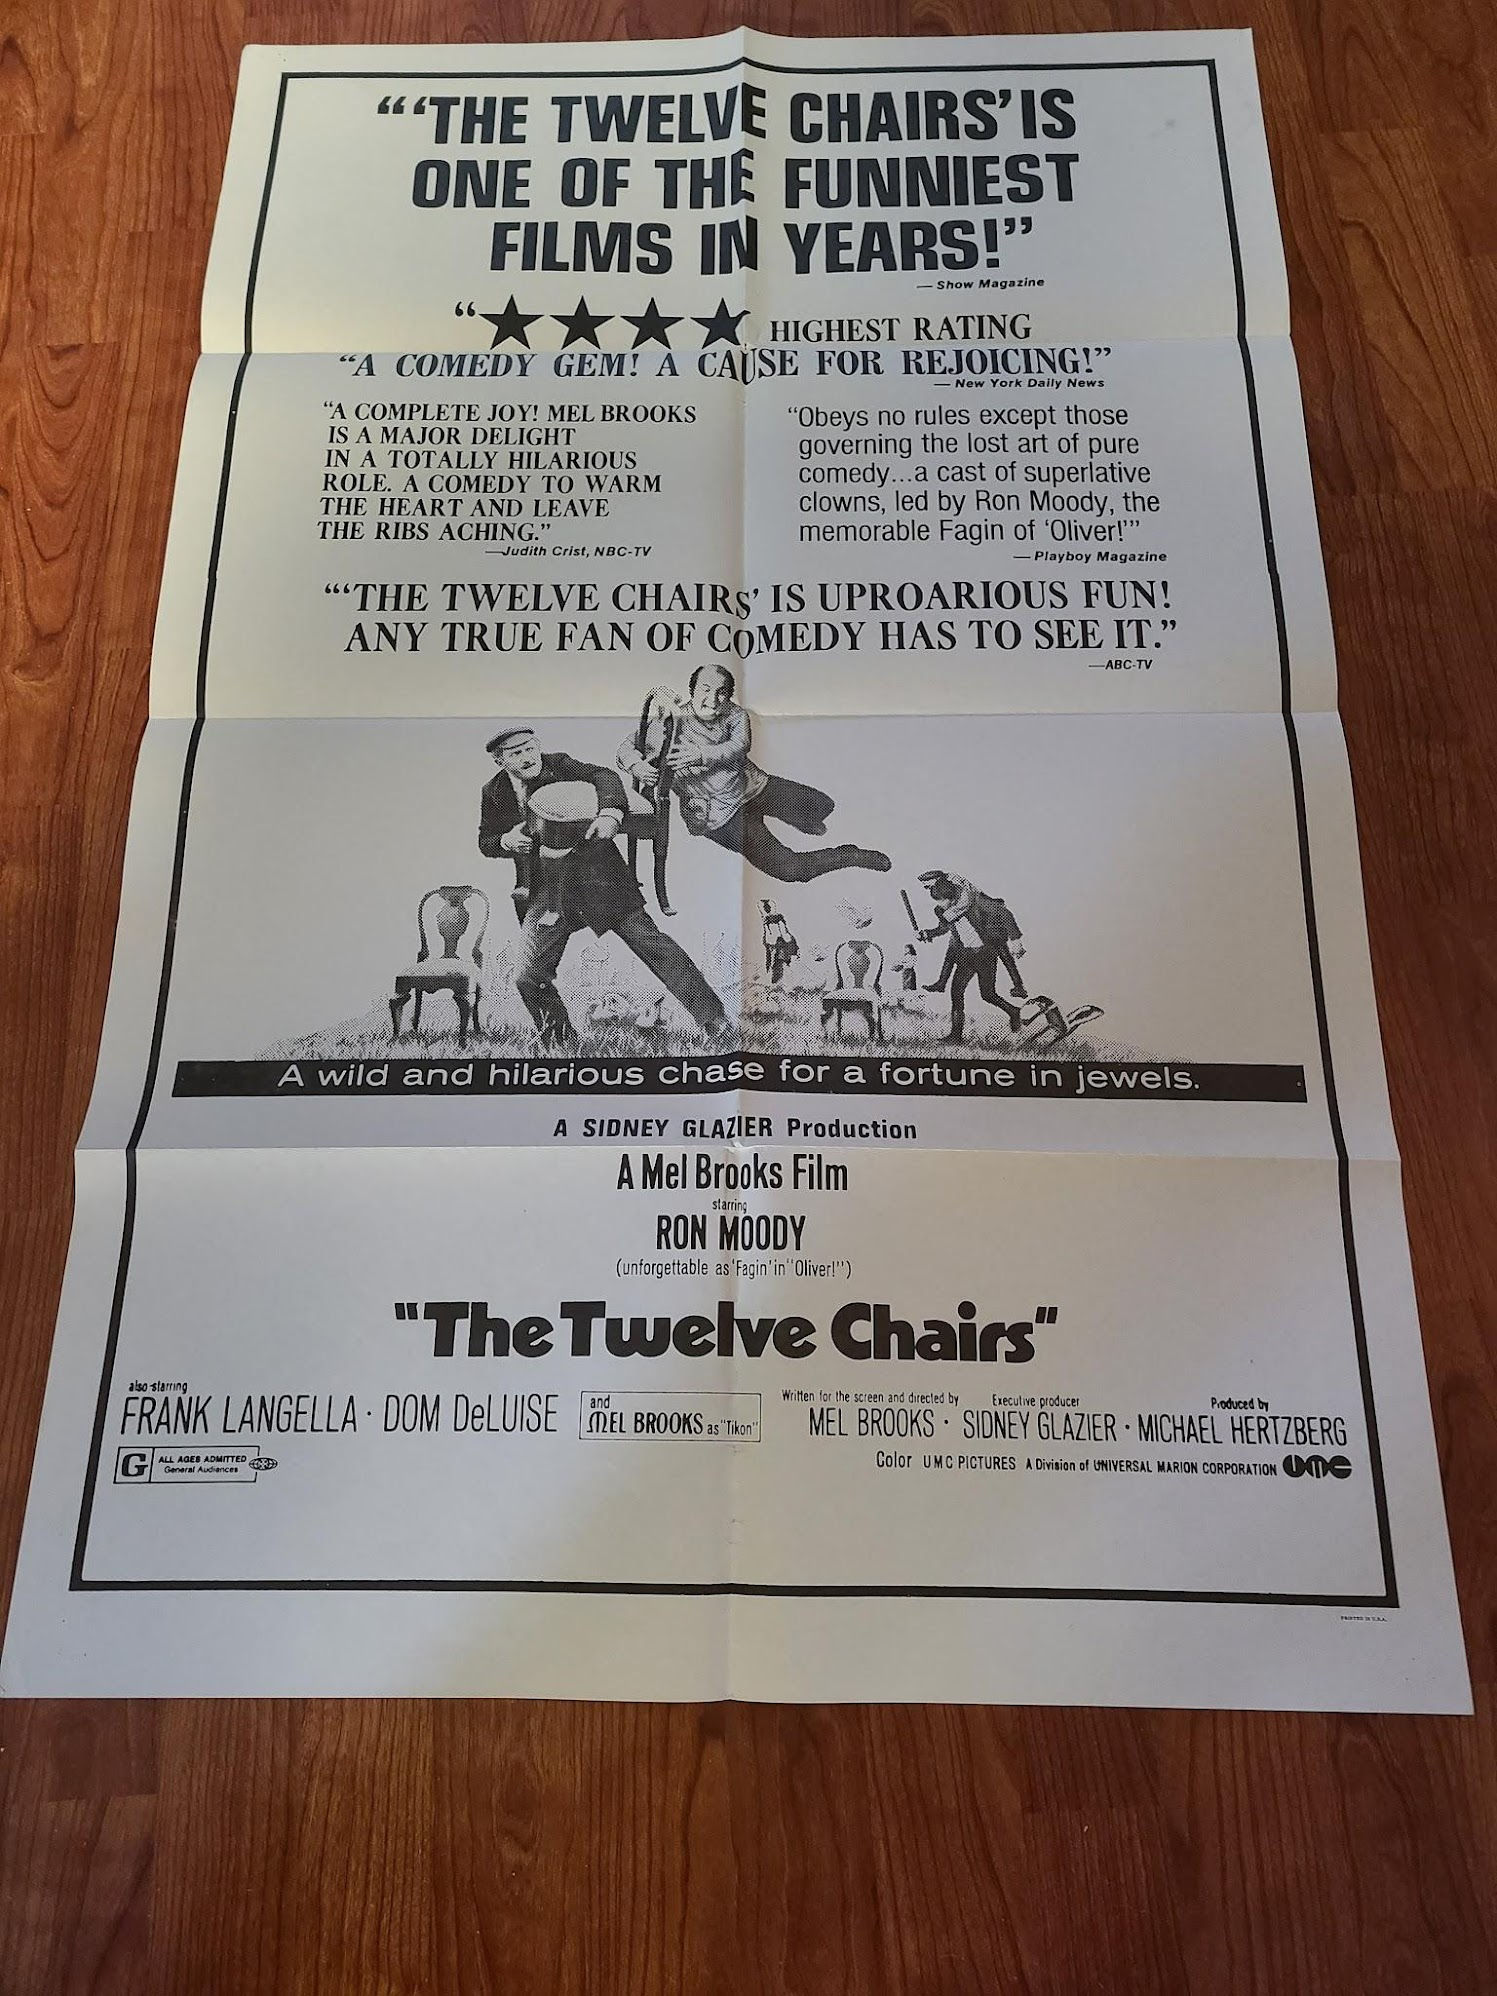 “‘THE TWELVE CHAIRS’ IS
ONE OF THE FUNNIEST
FILMS IN YEARS!”
— Show Magazine
“★★★★ HIGHEST RATING
“A COMEDY GEM! A CAUSE FOR REJOICING!”
— New York Daily News
“A COMPLETE JOY! MEL BROOKS
IS A MAJOR DELIGHT
IN A TOTALLY HILARIOUS
ROLE. A COMEDY TO WARM
THE HEART AND LEAVE
THE RIBS ACHING.”
—Judith Crist, NBC-TV
“Obeys no rules except those
governing the lost art of pure
comedy...a cast of superlative
clowns, led by Ron Moody, the
memorable Fagin of ‘Oliver!’”
— Playboy Magazine
“‘THE TWELVE CHAIRS’ IS UPROARIOUS FUN!
ANY TRUE FAN OF COMEDY HAS TO SEE IT.”
—ABC-TV
A wild and hilarious chase for a fortune in jewels.
A SIDNEY GLAZIER Production
A Mel Brooks Film
starring
RON MOODY
(unforgettable as 'Fagin' in "Oliver!")
"The Twelve Chairs"
also starring
FRANK LANGELLA · DOM DeLUISE
and
MEL BROOKS as "Tikon"
Written for the screen and directed by
MEL BROOKS ·
Executive producer
SIDNEY GLAZIER ·
Produced by
MICHAEL HERTZBERG
G ALL AGES ADMITTED
General Audiences
Color UMC PICTURES A Division of UNIVERSAL MARION CORPORATION UMC
PRINTED IN U.S.A.